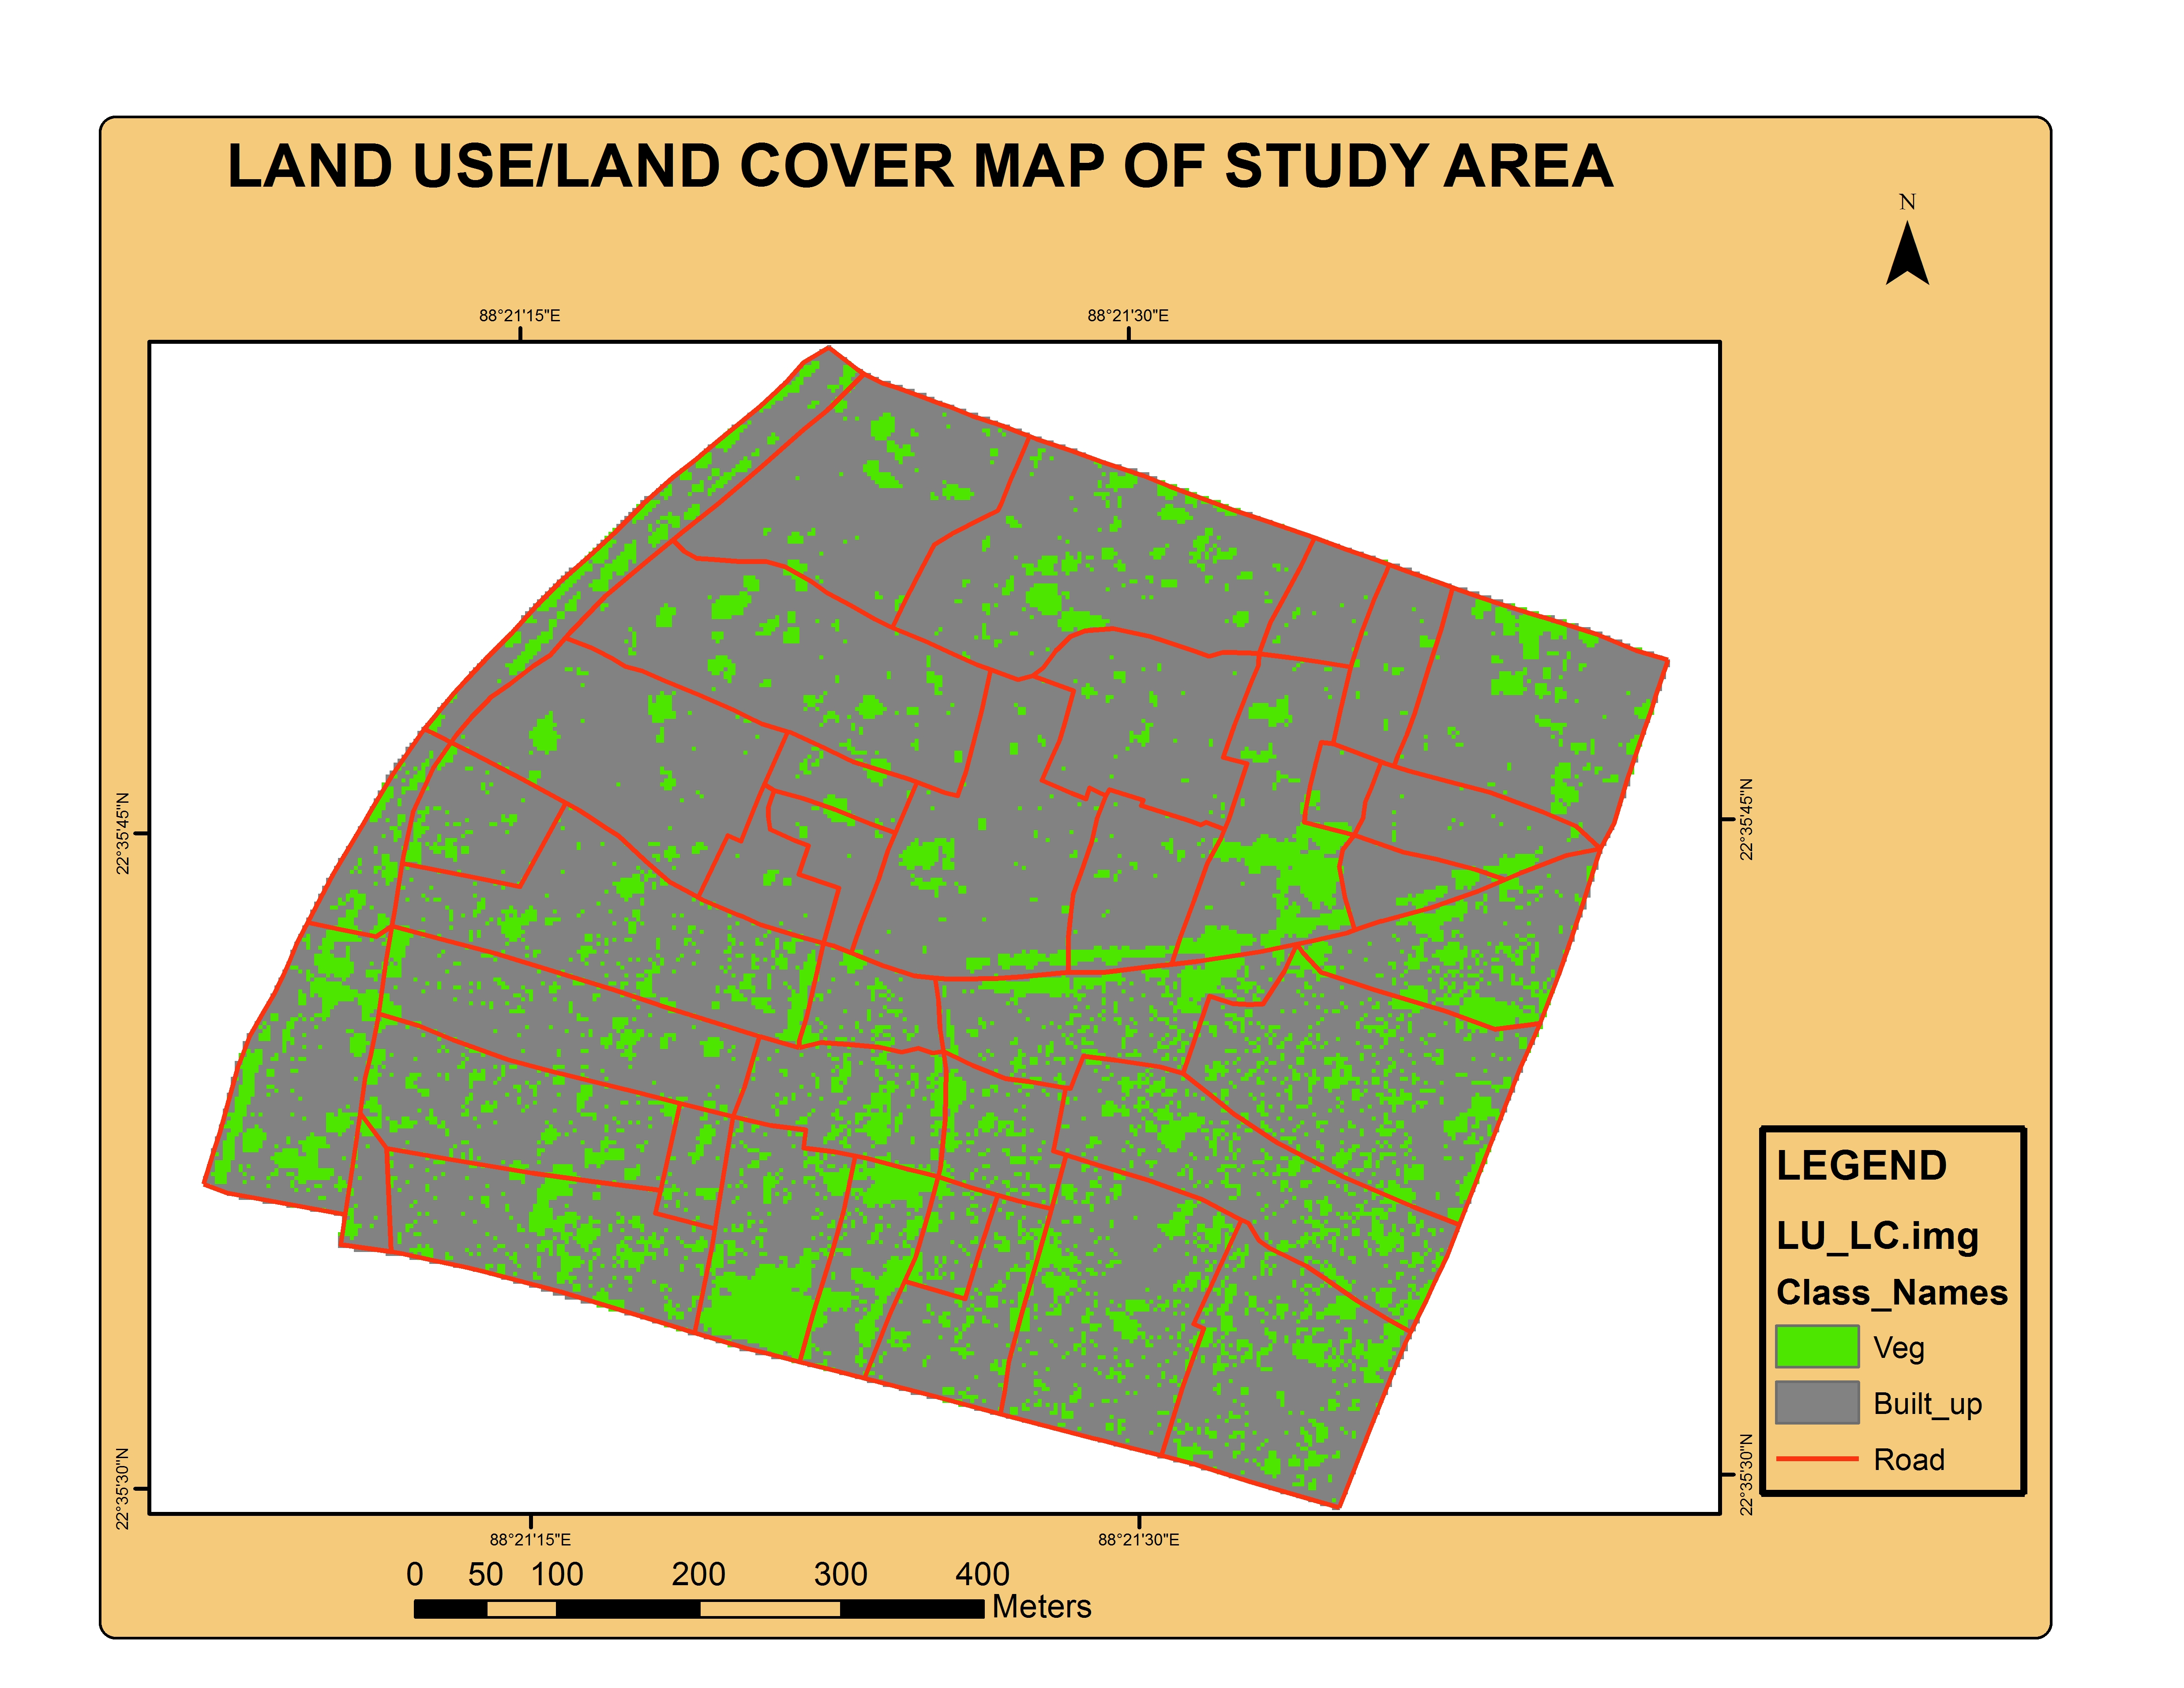 LAND USE/LAND COVER MAP OF STUDY AREA
N
88°21'15"E
88°21'30"E
22°35'45"N
22°35'45"N
22°35'30"N
22°35'30"N
88°21'15"E
88°21'30"E
LEGEND
LU_LC.img
Class_Names
Veg
Built_up
Road
0 50 100 200 300 400
Meters